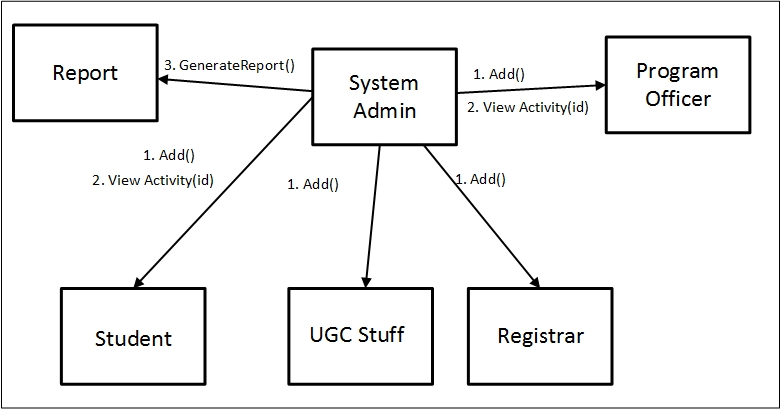 Report
3. GenerateReport()
System
Admin
1. Add()
2. View Activity(id)
Program
Officer
1. Add()
2. View Activity(id)
1. Add()
1. Add()
Student
UGC Stuff
Registrar